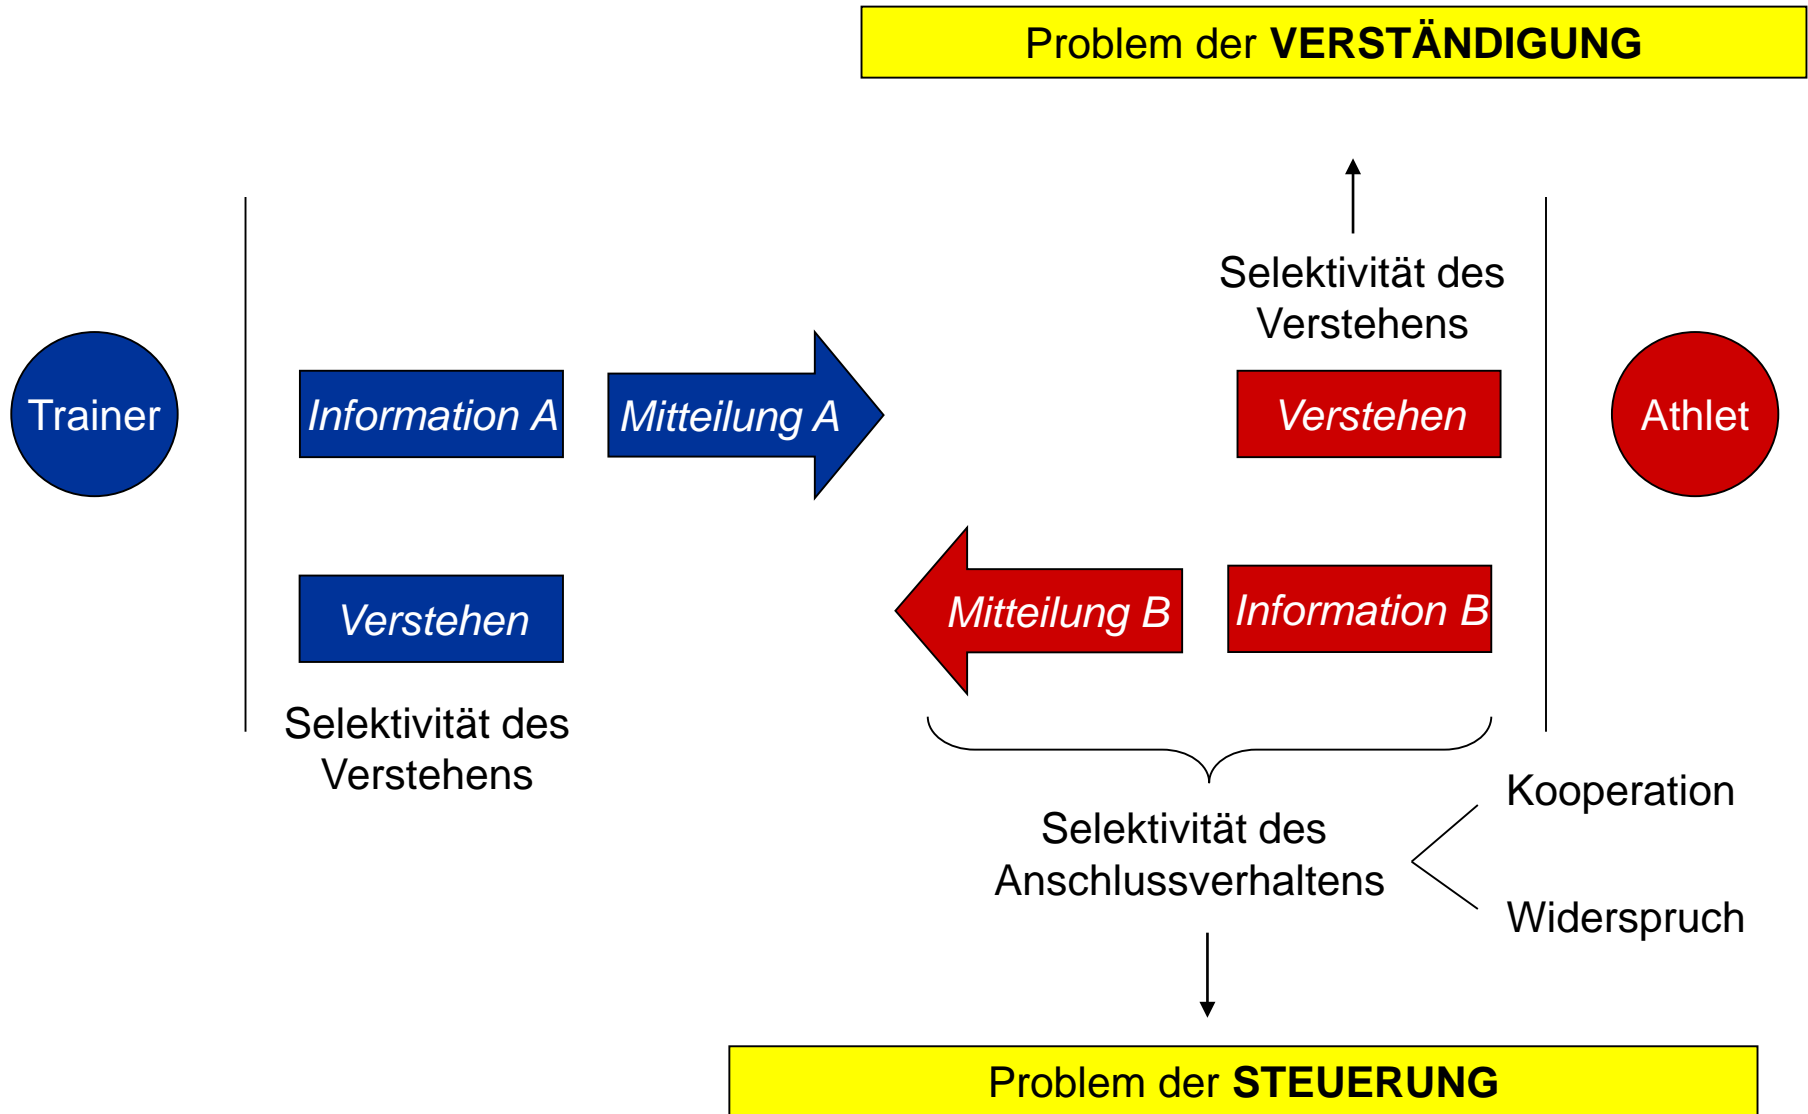 Problem der VERSTÄNDIGUNG
Selektivität des
Verstehens
Trainer
Information A
Mitteilung A
Verstehen
Athlet
Verstehen
Mitteilung B
Information B
Selektivität des
Verstehens
Selektivität des
Anschlussverhaltens
Kooperation
Widerspruch
Problem der STEUERUNG